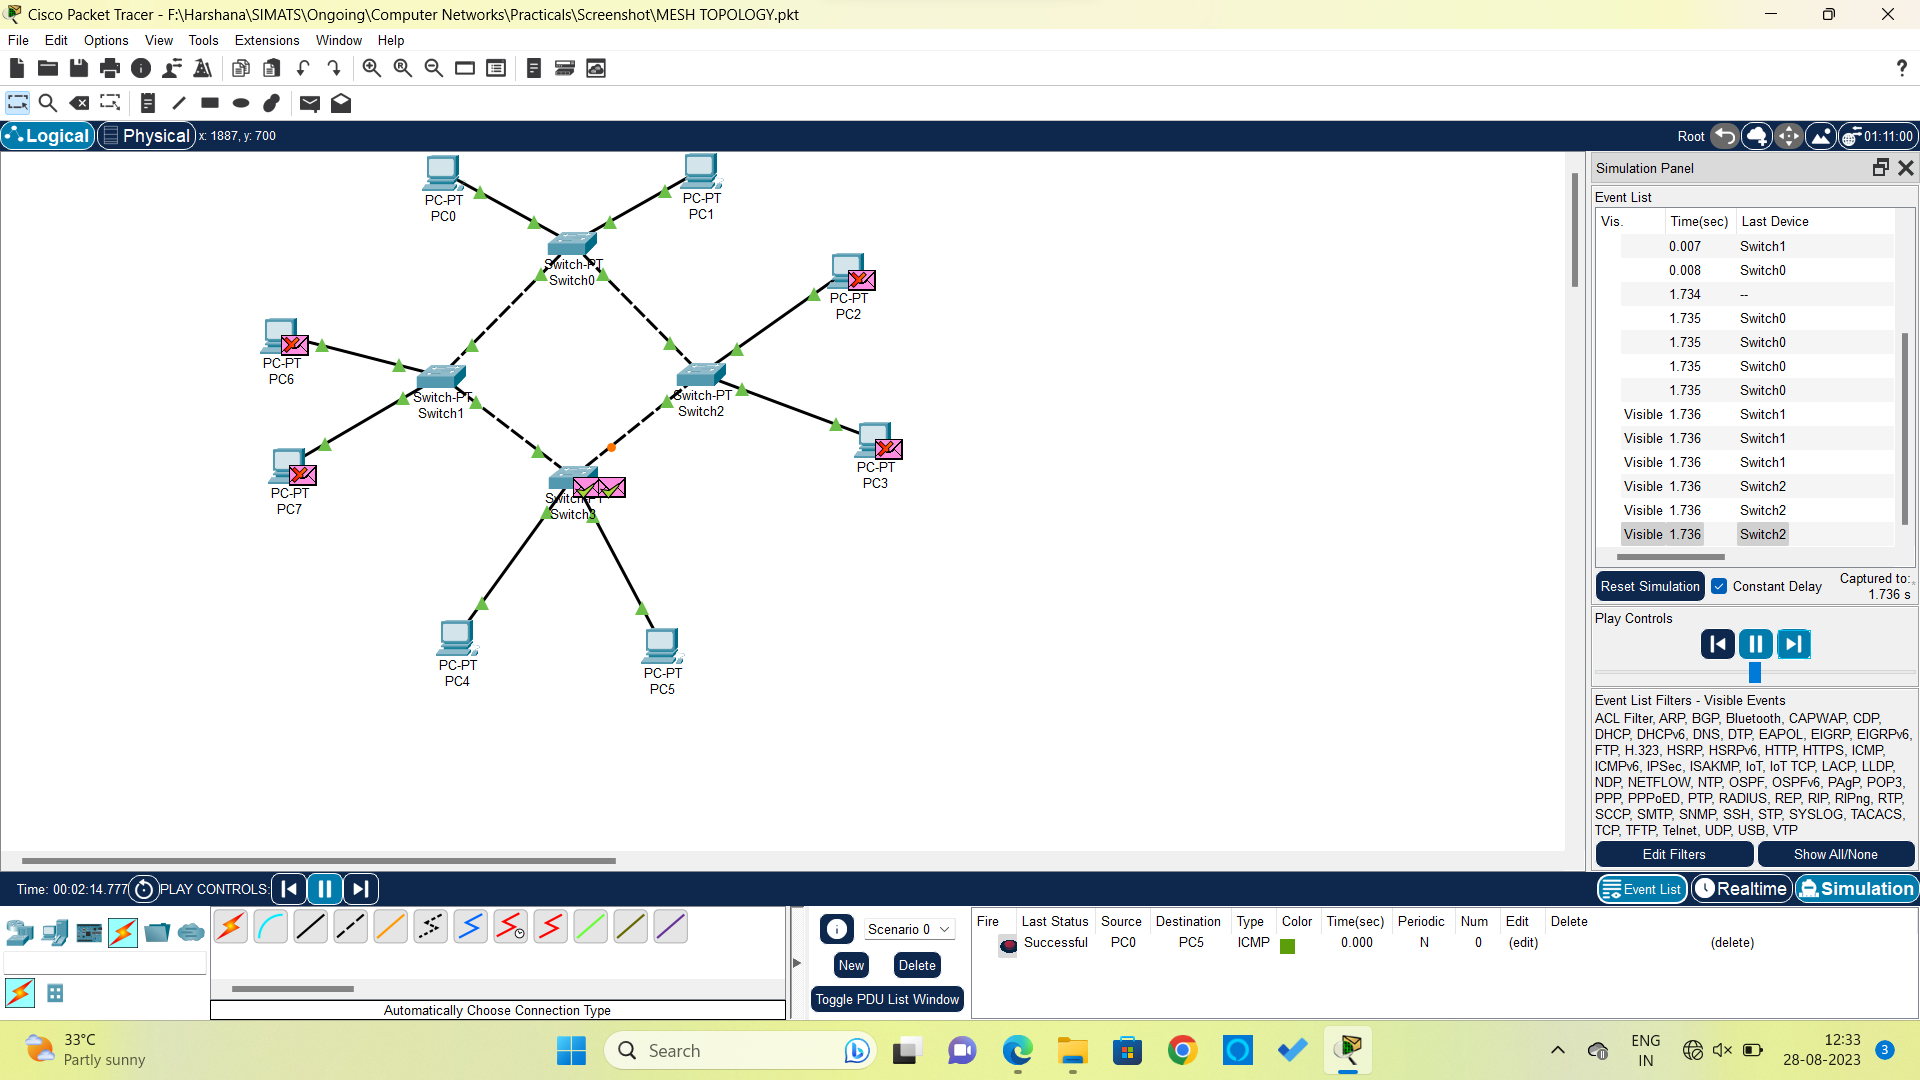 Cisco Packet Tracer - F:\Harshana\SIMATS\Ongoing\Computer Networks\Practicals\Screenshot\MESH TOPOLOGY.pkt
File Edit Options View Tools Extensions Window Help
?
Logical Physical x: 1887, y: 700
Root 01:11:00
PC-PT
PC0
PC-PT
PC1
Switch-PT
Switch0
PC-PT
PC2
PC-PT
PC6
Switch-PT
Switch1
Switch-PT
Switch2
PC-PT
PC7
PC-PT
PC3
Switch-PT
Switch3
PC-PT
PC4
PC-PT
PC5
Simulation Panel
Event List
Vis. Time(sec) Last Device
0.007 Switch1
0.008 Switch0
1.734 --
1.735 Switch0
1.735 Switch0
1.735 Switch0
1.735 Switch0
Visible 1.736 Switch1
Visible 1.736 Switch1
Visible 1.736 Switch1
Visible 1.736 Switch2
Visible 1.736 Switch2
Visible 1.736 Switch2
Reset Simulation Constant Delay Captured to:
1.736 s
Play Controls
Event List Filters - Visible Events
ACL Filter, ARP, BGP, Bluetooth, CAPWAP, CDP,
DHCP, DHCPv6, DNS, DTP, EAPOL, EIGRP, EIGRPv6,
FTP, H.323, HSRP, HSRPv6, HTTP, HTTPS, ICMP,
ICMPv6, IPSec, ISAKMP, IoT, IoT TCP, LACP, LLDP,
NDP, NETFLOW, NTP, OSPF, OSPFv6, PAgP, POP3,
PPP, PPPoED, PTP, RADIUS, REP, RIP, RIPng, RTP,
SCCP, SMTP, SNMP, SSH, STP, SYSLOG, TACACS,
TCP, TFTP, Telnet, UDP, USB, VTP
Edit Filters Show All/None
Time: 00:02:14.777 PLAY CONTROLS:
Event List Realtime Simulation
Automatically Choose Connection Type
Scenario 0
New Delete
Toggle PDU List Window
Fire Last Status Source Destination Type Color Time(sec) Periodic Num Edit Delete
Successful PC0 PC5 ICMP 0.000 N 0 (edit) (delete)
33°C
Partly sunny
Search
ENG
IN
12:33
28-08-2023
3